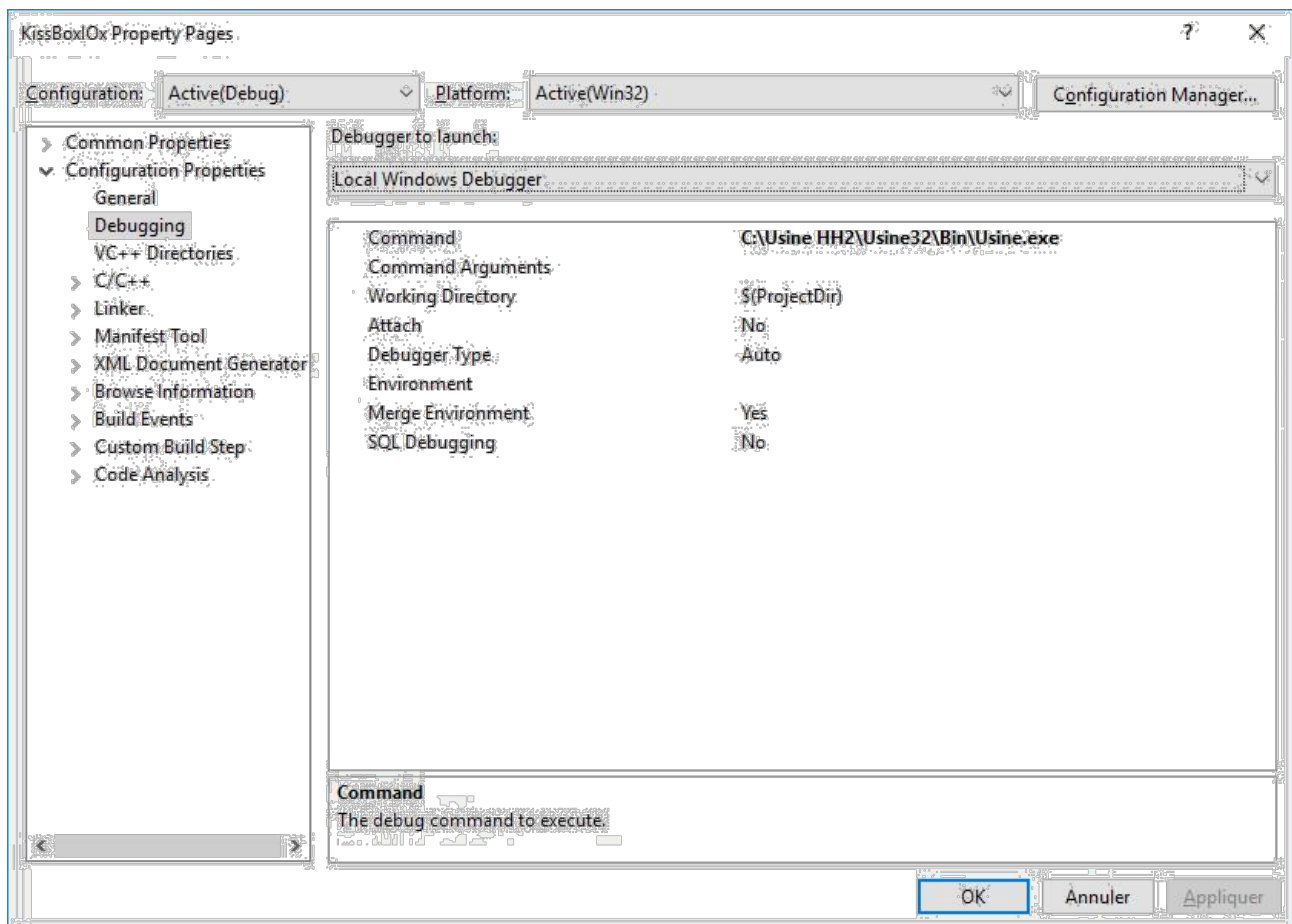 KissBoxIOx Property Pages
Configuration: Active(Debug) Platform: Active(Win32) Configuration Manager...
Common Properties
Configuration Properties
General
Debugging
VC++ Directories
C/C++
Linker
Manifest Tool
XML Document Generator
Browse Information
Build Events
Custom Build Step
Code Analysis
Debugger to launch:
Local Windows Debugger
Command C:\Usine HH2\Usine32\Bin\Usine.exe
Command Arguments
Working Directory $(ProjectDir)
Attach No
Debugger Type Auto
Environment
Merge Environment Yes
SQL Debugging No
Command
The debug command to execute.
OK Annuler Appliquer